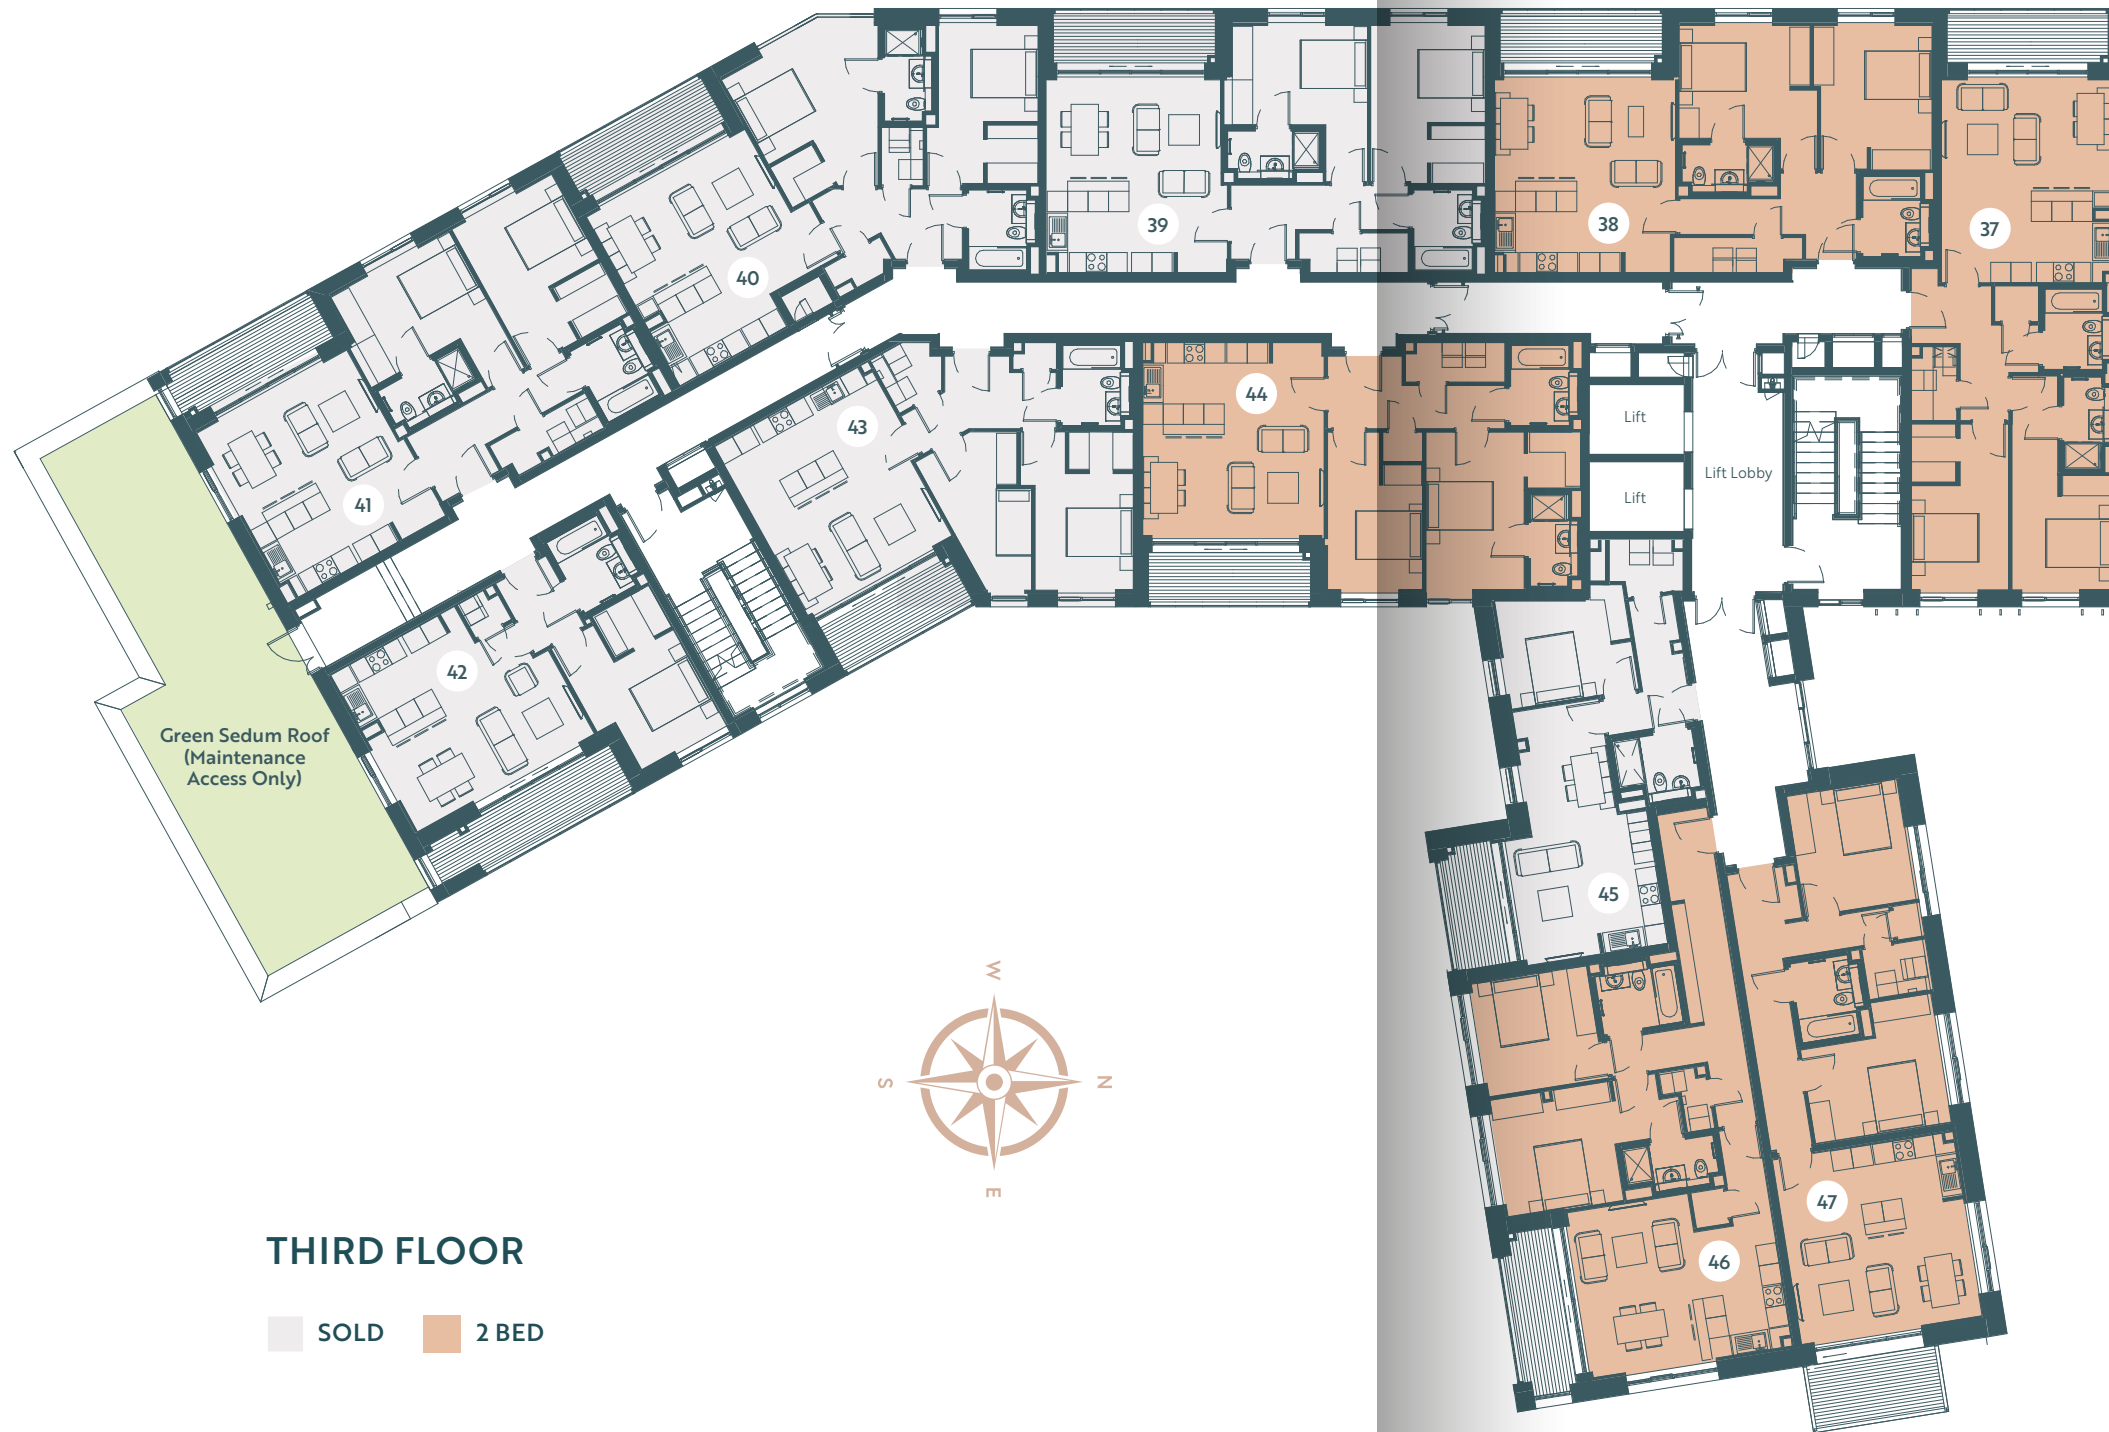 40
39
38
37
41
43
44
Lift
Lift
Lift Lobby
42
Green Sedum Roof
(Maintenance
Access Only)
45
W
S
N
E
47
46
THIRD FLOOR
SOLD
2 BED